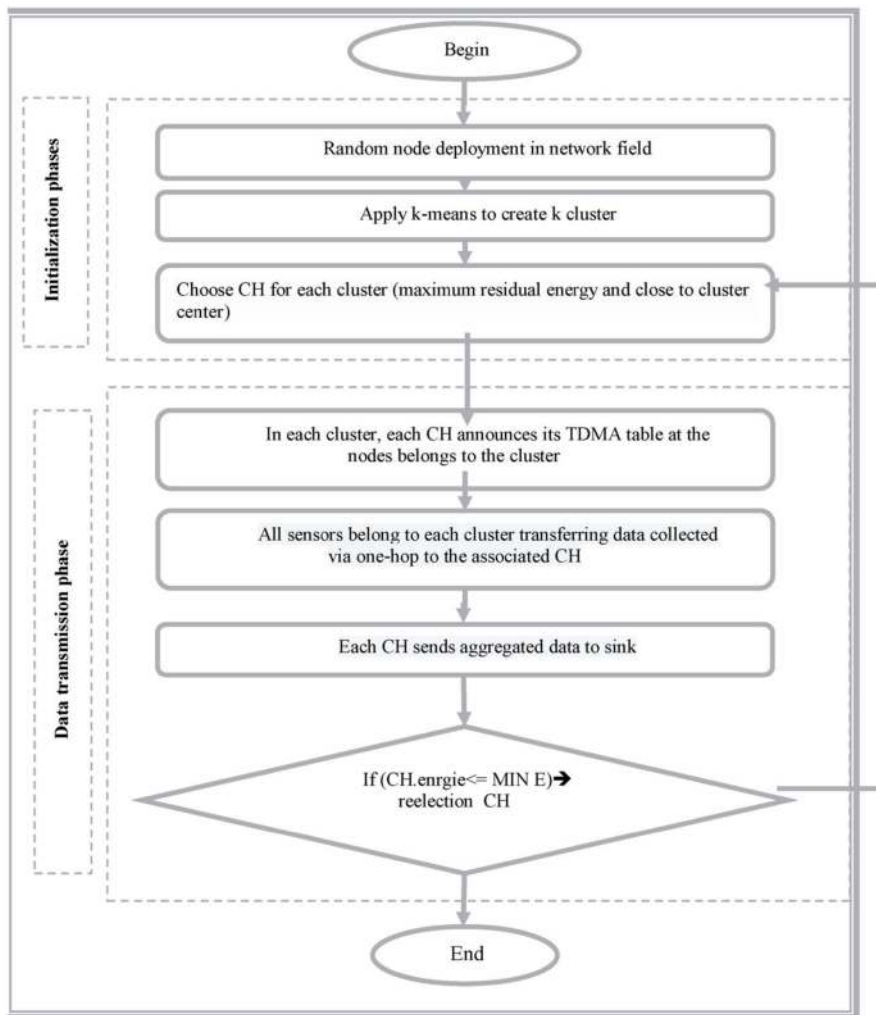 Begin
Initialization phases
Random node deployment in network field
Apply k-means to create k cluster
Choose CH for each cluster (maximum residual energy and close to cluster
center)
Data transmission phase
In each cluster, each CH announces its TDMA table at the
nodes belongs to the cluster
All sensors belong to each cluster transferring data collected
via one-hop to the associated CH
Each CH sends aggregated data to sink
If (CH.enrgie<= MIN E)➔
reelection CH
End